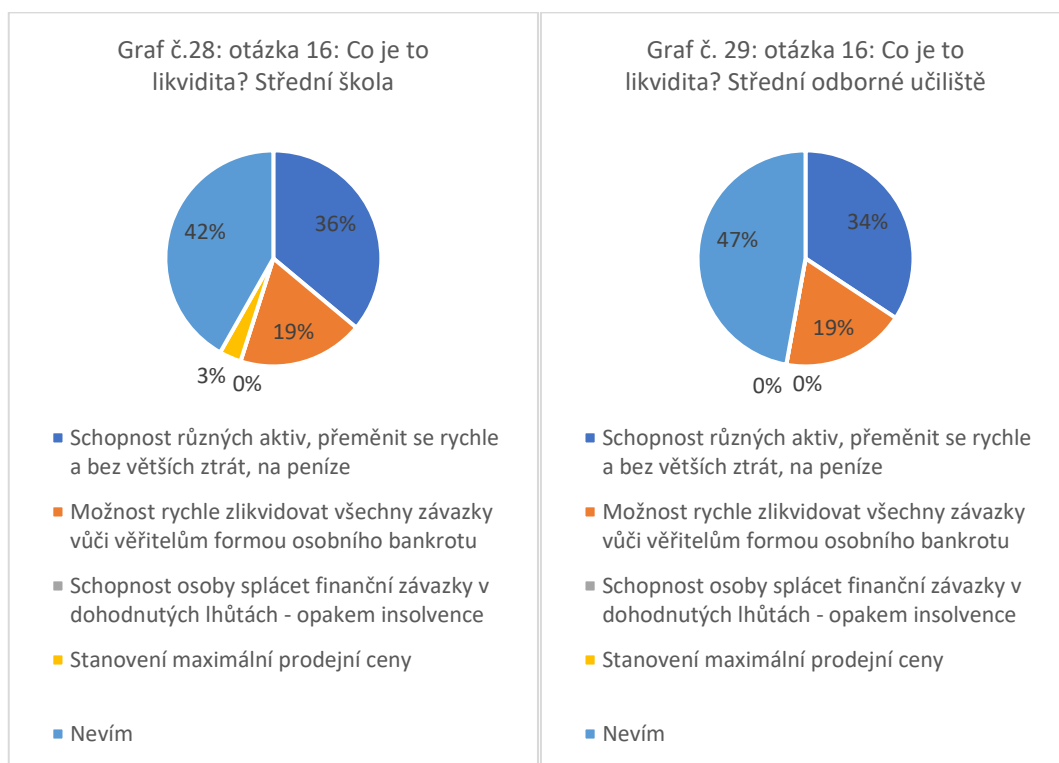 Graf č.28: otázka 16: Co je to
likvidita? Střední škola
42%
36%
19%
3%
0%
Schopnost různých aktiv, přeměnit se rychle
a bez větších ztrát, na peníze
Možnost rychle zlikvidovat všechny závazky
vůči věřitelům formou osobního bankrotu
Schopnost osoby splácet finanční závazky v
dohodnutých lhůtách - opakem insolvence
Stanovení maximální prodejní ceny
Nevím
Graf č. 29: otázka 16: Co je to
likvidita? Střední odborné učiliště
47%
34%
19%
0%
0%
Schopnost různých aktiv, přeměnit se rychle
a bez větších ztrát, na peníze
Možnost rychle zlikvidovat všechny závazky
vůči věřitelům formou osobního bankrotu
Schopnost osoby splácet finanční závazky v
dohodnutých lhůtách - opakem insolvence
Stanovení maximální prodejní ceny
Nevím